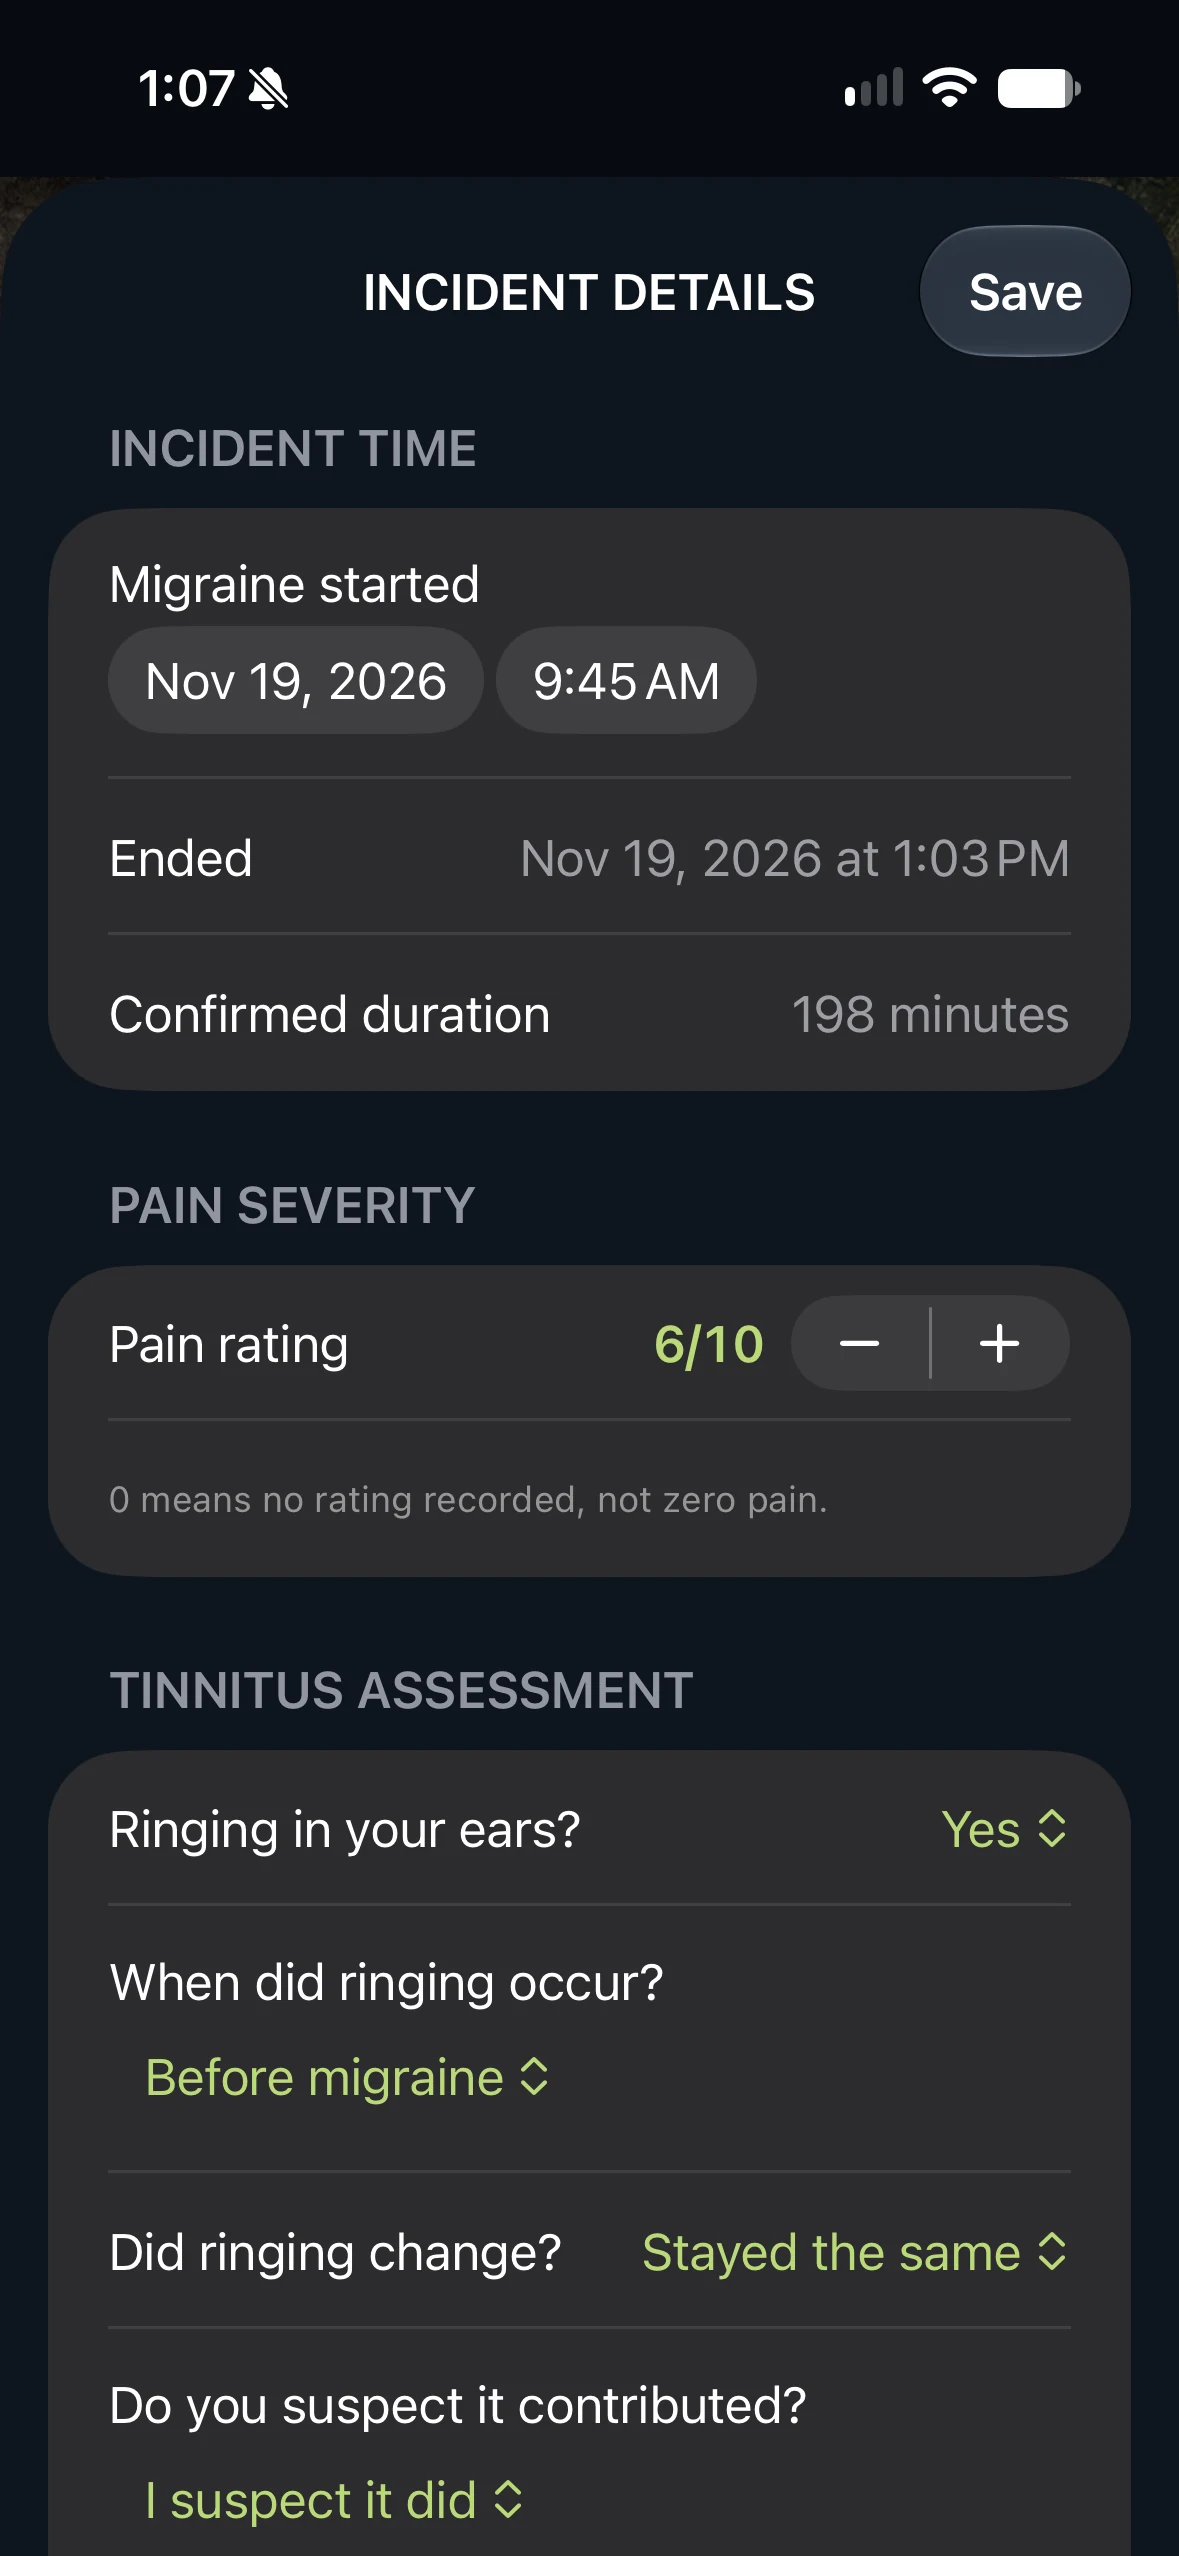 1:07
INCIDENT DETAILS
Save
INCIDENT TIME
Migraine started
Nov 19, 2026 9:45 AM
Ended Nov 19, 2026 at 1:03 PM
Confirmed duration 198 minutes
PAIN SEVERITY
Pain rating 6/10 − +
0 means no rating recorded, not zero pain.
TINNITUS ASSESSMENT
Ringing in your ears? Yes
When did ringing occur?
Before migraine
Did ringing change? Stayed the same
Do you suspect it contributed?
I suspect it did